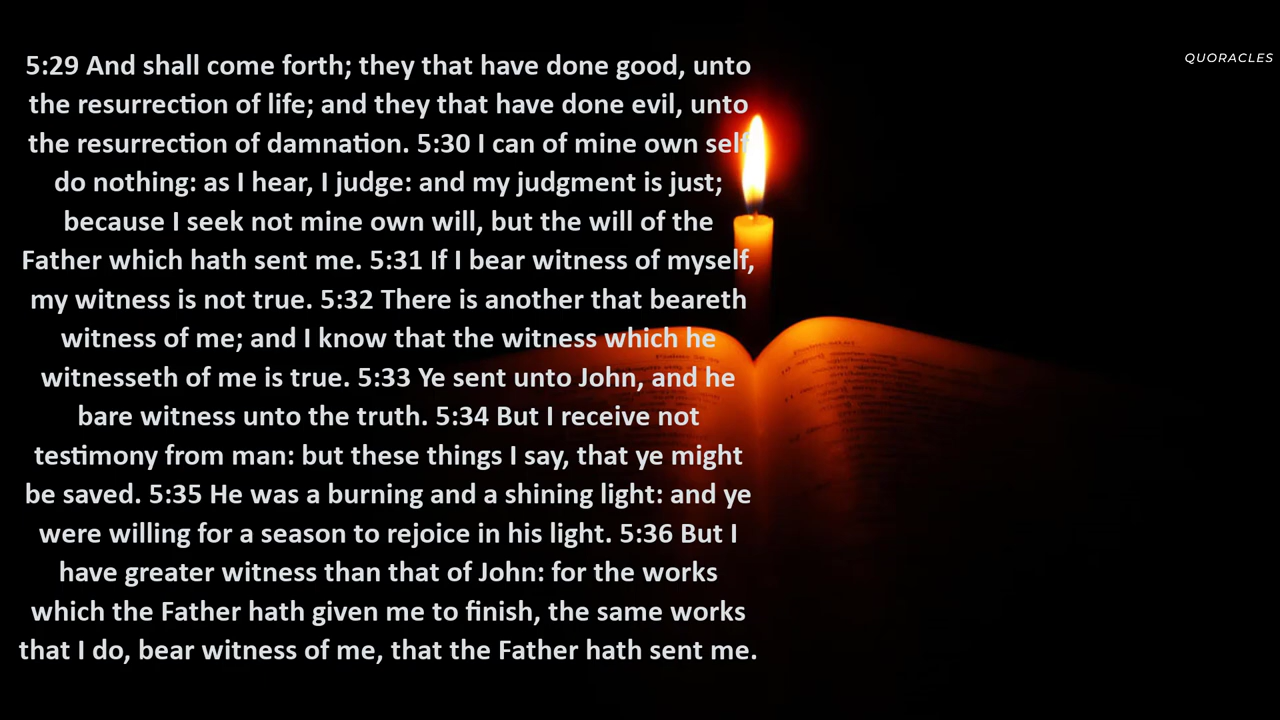 5:29 And shall come forth; they that have done good, unto
the resurrection of life; and they that have done evil, unto
the resurrection of damnation. 5:30 I can of mine own self
do nothing: as I hear, I judge: and my judgment is just;
because I seek not mine own will, but the will of the
Father which hath sent me. 5:31 If I bear witness of myself,
my witness is not true. 5:32 There is another that beareth
witness of me; and I know that the witness which he
witnesseth of me is true. 5:33 Ye sent unto John, and he
bare witness unto the truth. 5:34 But I receive not
testimony from man: but these things I say, that ye might
be saved. 5:35 He was a burning and a shining light: and ye
were willing for a season to rejoice in his light. 5:36 But I
have greater witness than that of John: for the works
which the Father hath given me to finish, the same works
that I do, bear witness of me, that the Father hath sent me.
QUORACLES